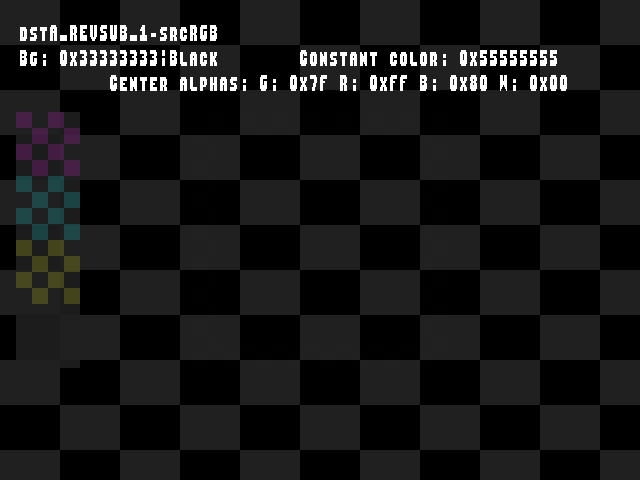 dstA_REVSUB_1-srcRGB
Bg: 0x33333333;Black Constant color: 0x55555555
Center alphas: G: 0x7F R: 0xFF B: 0x80 W: 0x00